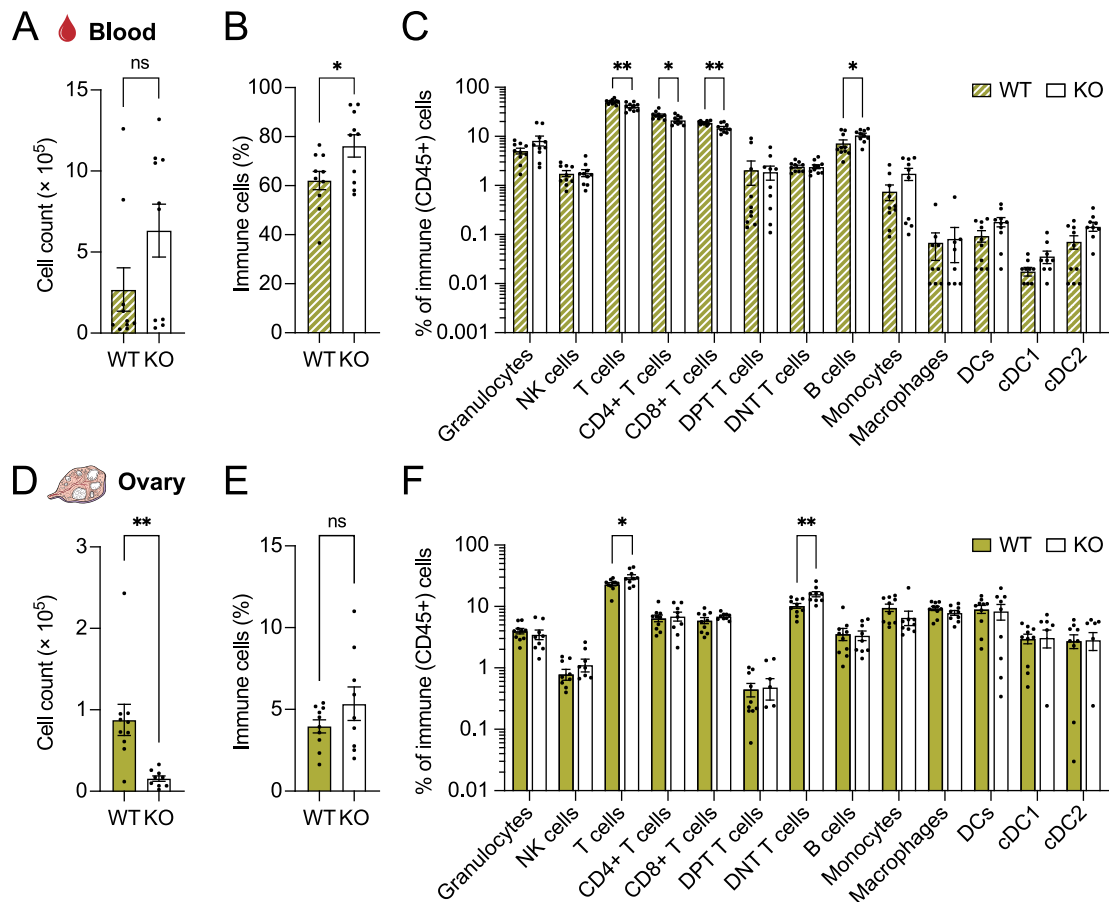 A Blood
ns
Cell count (× 10⁵)
15
10
5
0
WT KO
B
*
Immune cells (%)
100
80
60
40
20
0
WT KO
C
** * ** *
WT KO
% of immune (CD45+) cells
100
10
1
0.1
0.01
0.001
Granulocytes
NK cells
T cells
CD4+ T cells
CD8+ T cells
DPT T cells
DNT T cells
B cells
Monocytes
Macrophages
DCs
cDC1
cDC2
D Ovary
**
Cell count (× 10⁵)
3
2
1
0
WT KO
E
ns
Immune cells (%)
15
10
5
0
WT KO
F
* **
WT KO
% of immune (CD45+) cells
100
10
1
0.1
0.01
Granulocytes
NK cells
T cells
CD4+ T cells
CD8+ T cells
DPT T cells
DNT T cells
B cells
Monocytes
Macrophages
DCs
cDC1
cDC2